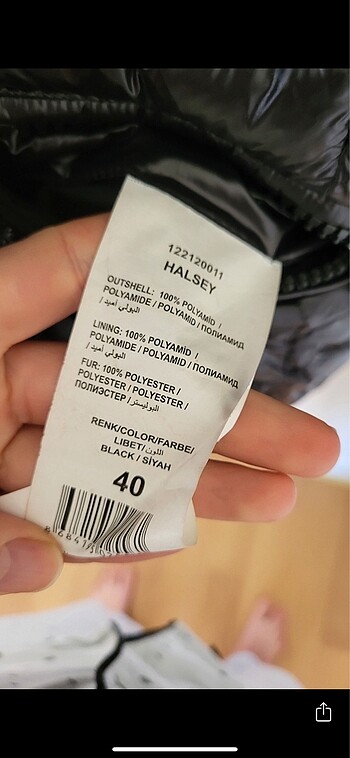 122120011
HALSEY
OUTSHELL: 100% POLYAMİD /
POLYAMIDE / POLYAMID / ПОЛИАМИД
/ البولي أميد
LINING: 100% POLYAMİD /
POLYAMIDE / POLYAMID / ПОЛИАМИД
/ البولي أميد
FUR: 100% POLYESTER /
POLYESTER / POLYESTER /
ПОЛИЭСТЕР / البوليستر
RENK/COLOR/FARBE/
ЦВЕТ/اللون
BLACK / SİYAH
40